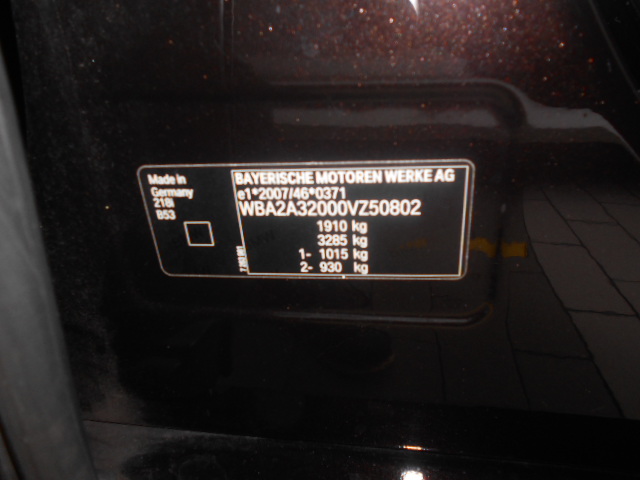 Made in
Germany
218i
B53
BAYERISCHE MOTOREN WERKE AG
e1*2007/46*0371
WBA2A32000VZ50802
1910 kg
3285 kg
1- 1015 kg
2- 930 kg